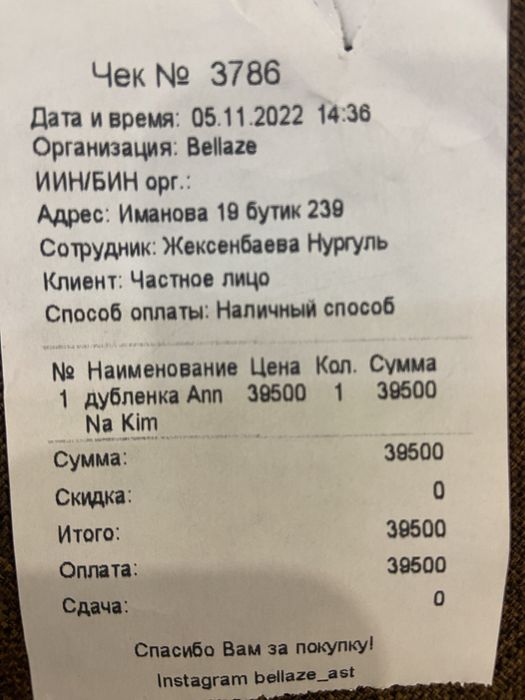 Чек № 3786
Дата и время: 05.11.2022 14:36
Организация: Bellaze
ИИН/БИН орг.:
Адрес: Иманова 19 бутик 239
Сотрудник: Жексенбаева Нургуль
Клиент: Частное лицо
Способ оплаты: Наличный способ
№ Наименование Цена Кол. Сумма
1 дубленка Ann 39500 1 39500
Na Kim
Сумма: 39500
Скидка: 0
Итого: 39500
Оплата: 39500
Сдача: 0
Спасибо Вам за покупку!
Instagram bellaze_ast